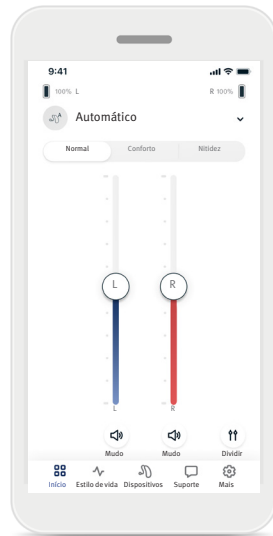 9:41
100% L R 100%
A Automático
Normal Conforto Nitidez
L R
L R
Mudo Mudo Dividir
Início Estilo de vida Dispositivos Suporte Mais